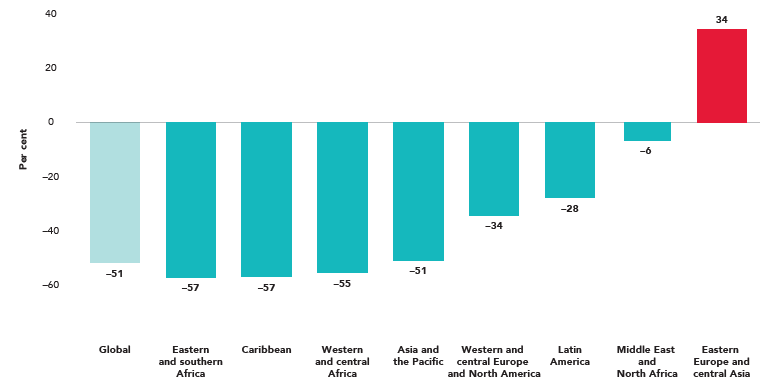 40
20
0
–20
–40
–60
Per cent
–51
–57
–57
–55
–51
–34
–28
–6
34
Global
Eastern
and southern
Africa
Caribbean
Western
and central
Africa
Asia and
the Pacific
Western and
central Europe
and North America
Latin
America
Middle East
and
North Africa
Eastern
Europe and
central Asia